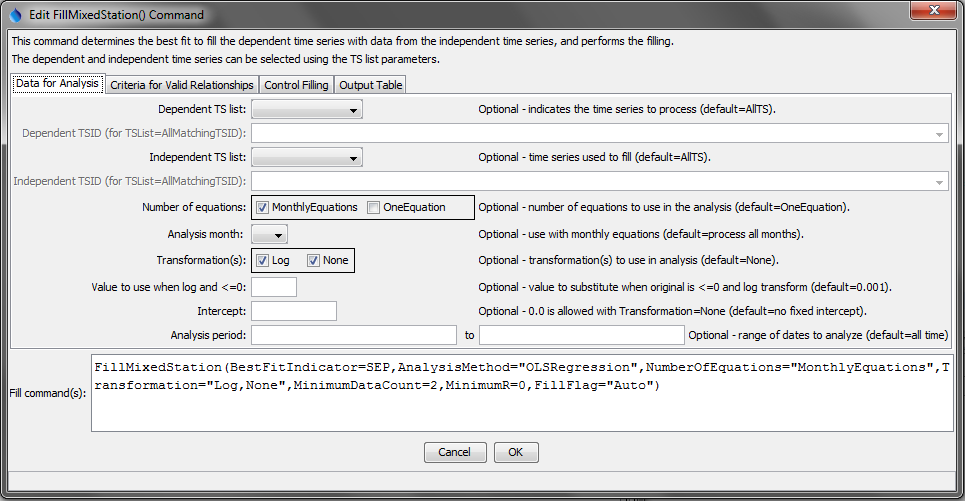 Edit FillMixedStation() Command
This command determines the best fit to fill the dependent time series with data from the independent time series, and performs the filling.
The dependent and independent time series can be selected using the TS list parameters.
Data for Analysis Criteria for Valid Relationships Control Filling Output Table
Dependent TS list: Optional - indicates the time series to process (default=AllTS).
Dependent TSID (for TSList=AllMatchingTSID):
Independent TS list: Optional - time series used to fill (default=AllTS).
Independent TSID (for TSList=AllMatchingTSID):
Number of equations: MonthlyEquations OneEquation Optional - number of equations to use in the analysis (default=OneEquation).
Analysis month: Optional - use with monthly equations (default=process all months).
Transformation(s): Log None Optional - transformation(s) to use in analysis (default=None).
Value to use when log and <=0: Optional - value to substitute when original is <=0 and log transform (default=0.001).
Intercept: Optional - 0.0 is allowed with Transformation=None (default=no fixed intercept).
Analysis period: to Optional - range of dates to analyze (default=all time)
Fill command(s): FillMixedStation(BestFitIndicator=SEP,AnalysisMethod="OLSRegression",NumberOfEquations="MonthlyEquations",T
ransformation="Log,None",MinimumDataCount=2,MinimumR=0,FillFlag="Auto")
Cancel OK